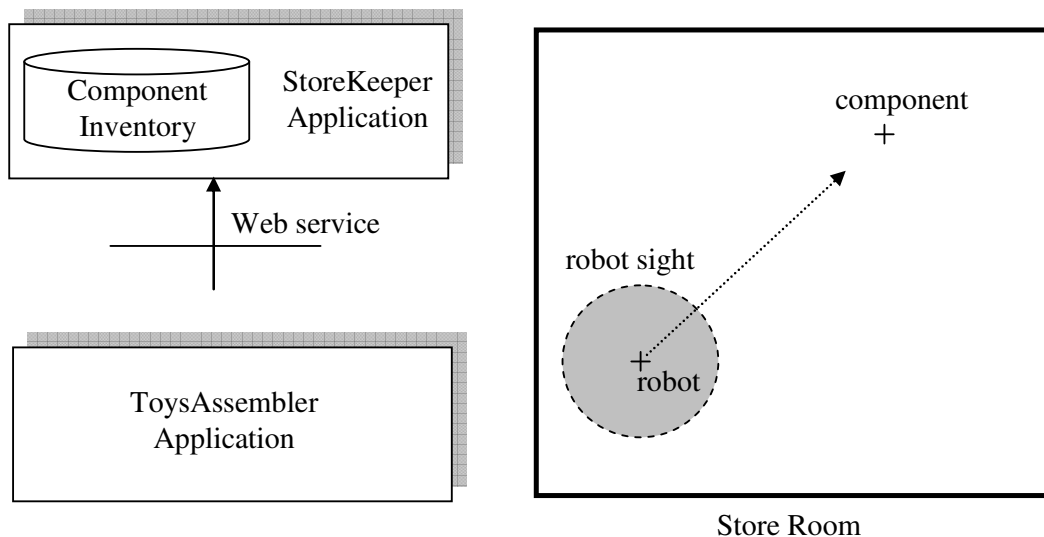 Component
Inventory
StoreKeeper
Application
Web service
ToysAssembler
Application
component
robot sight
robot
Store Room